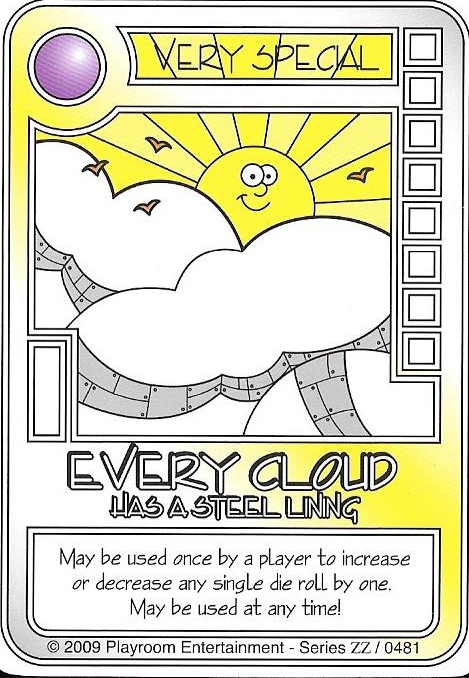 VERY SPECIAL
EVERY CLOUD
HAS A STEEL LINING
May be used once by a player to increase
or decrease any single die roll by one.
May be used at any time!
© 2009 Playroom Entertainment - Series ZZ / 0481